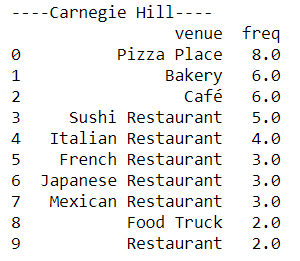 ----Carnegie Hill----
venue freq
0 Pizza Place 8.0
1 Bakery 6.0
2 Café 6.0
3 Sushi Restaurant 5.0
4 Italian Restaurant 4.0
5 French Restaurant 3.0
6 Japanese Restaurant 3.0
7 Mexican Restaurant 3.0
8 Food Truck 2.0
9 Restaurant 2.0